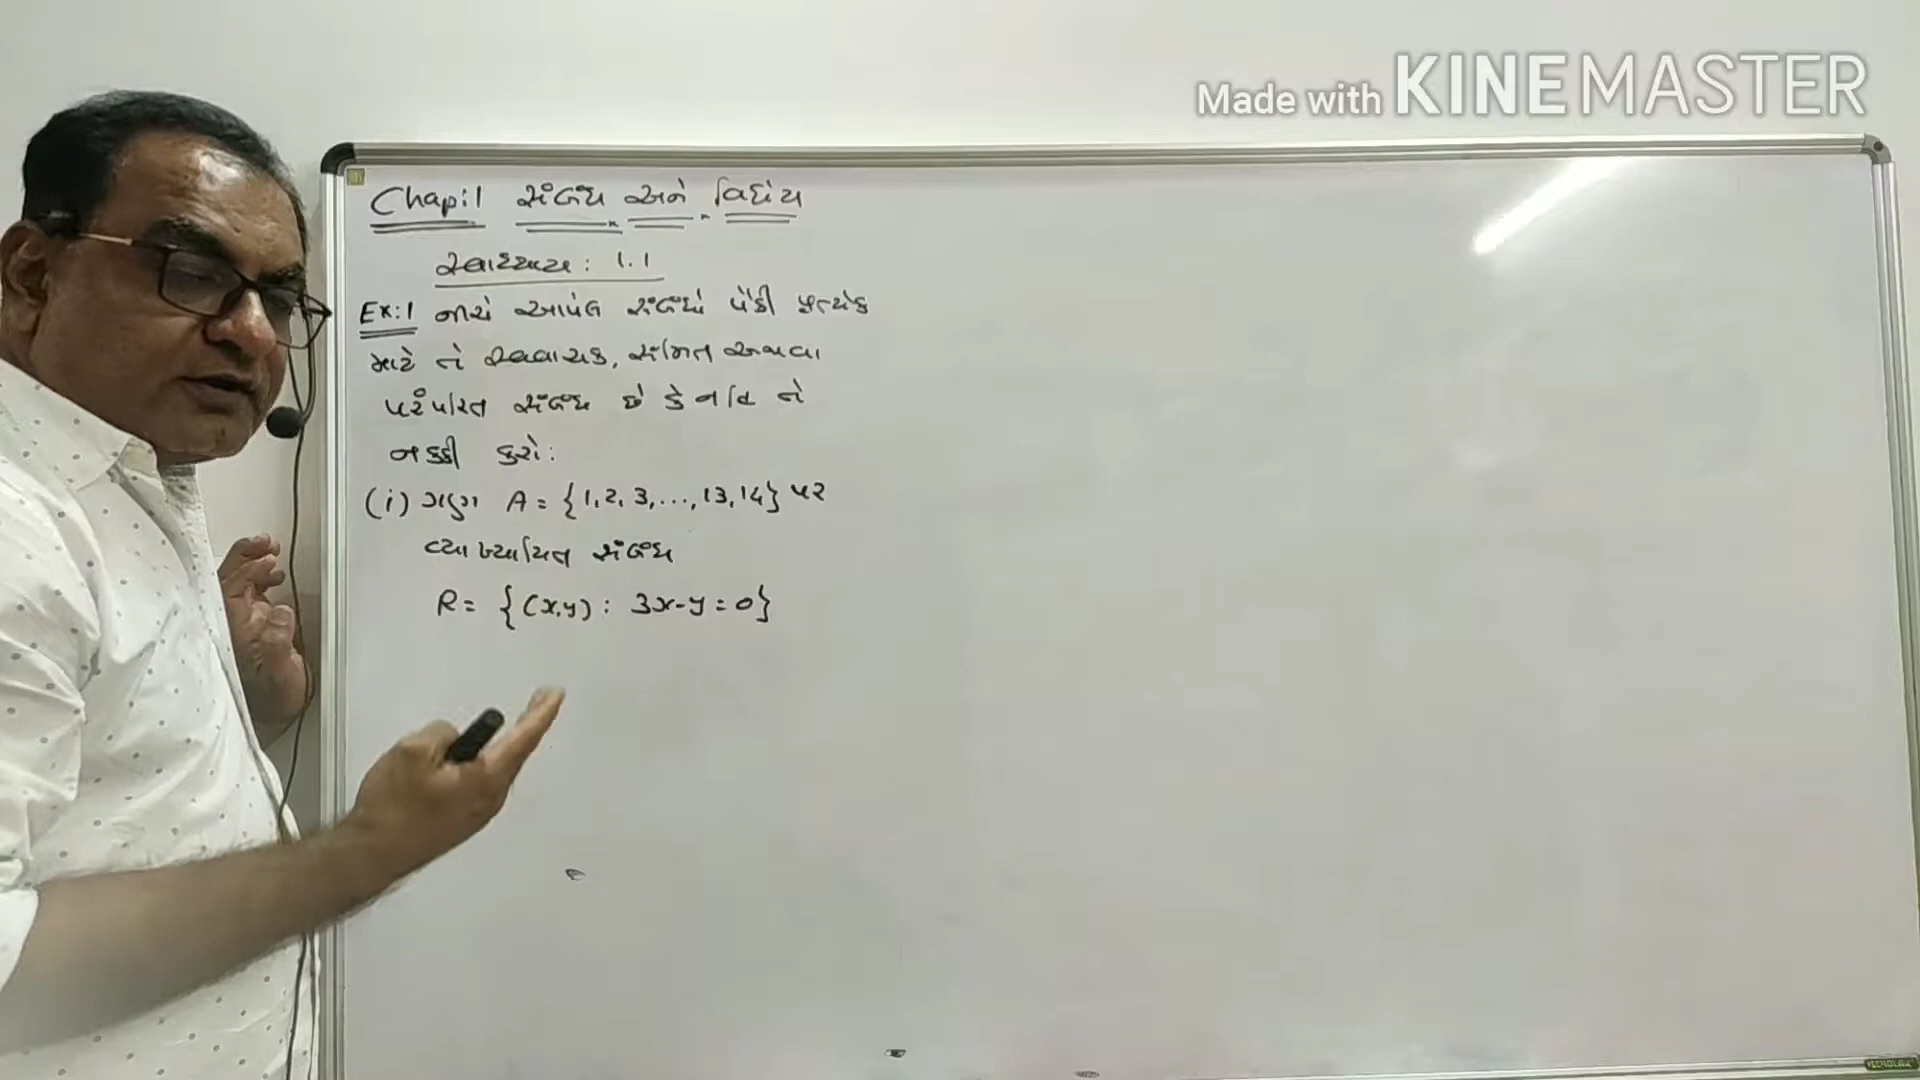 Made with KINEMASTER
Chap:1 સંબંધ અને વિધેય
સ્વાધ્યાય: 1.1
Ex:1 નીચે આપેલ સંબંધો પૈકી પ્રત્યેક
માટે તે સ્વવાચક, સંમિત અથવા
પરંપરિત સંબંધ છે કે નહિ તે
નક્કી કરો:
(i) ગણ A = {1, 2, 3, ..., 13, 14} પર
વ્યાખ્યાયિત સંબંધ
R = {(x, y) : 3x - y = 0}